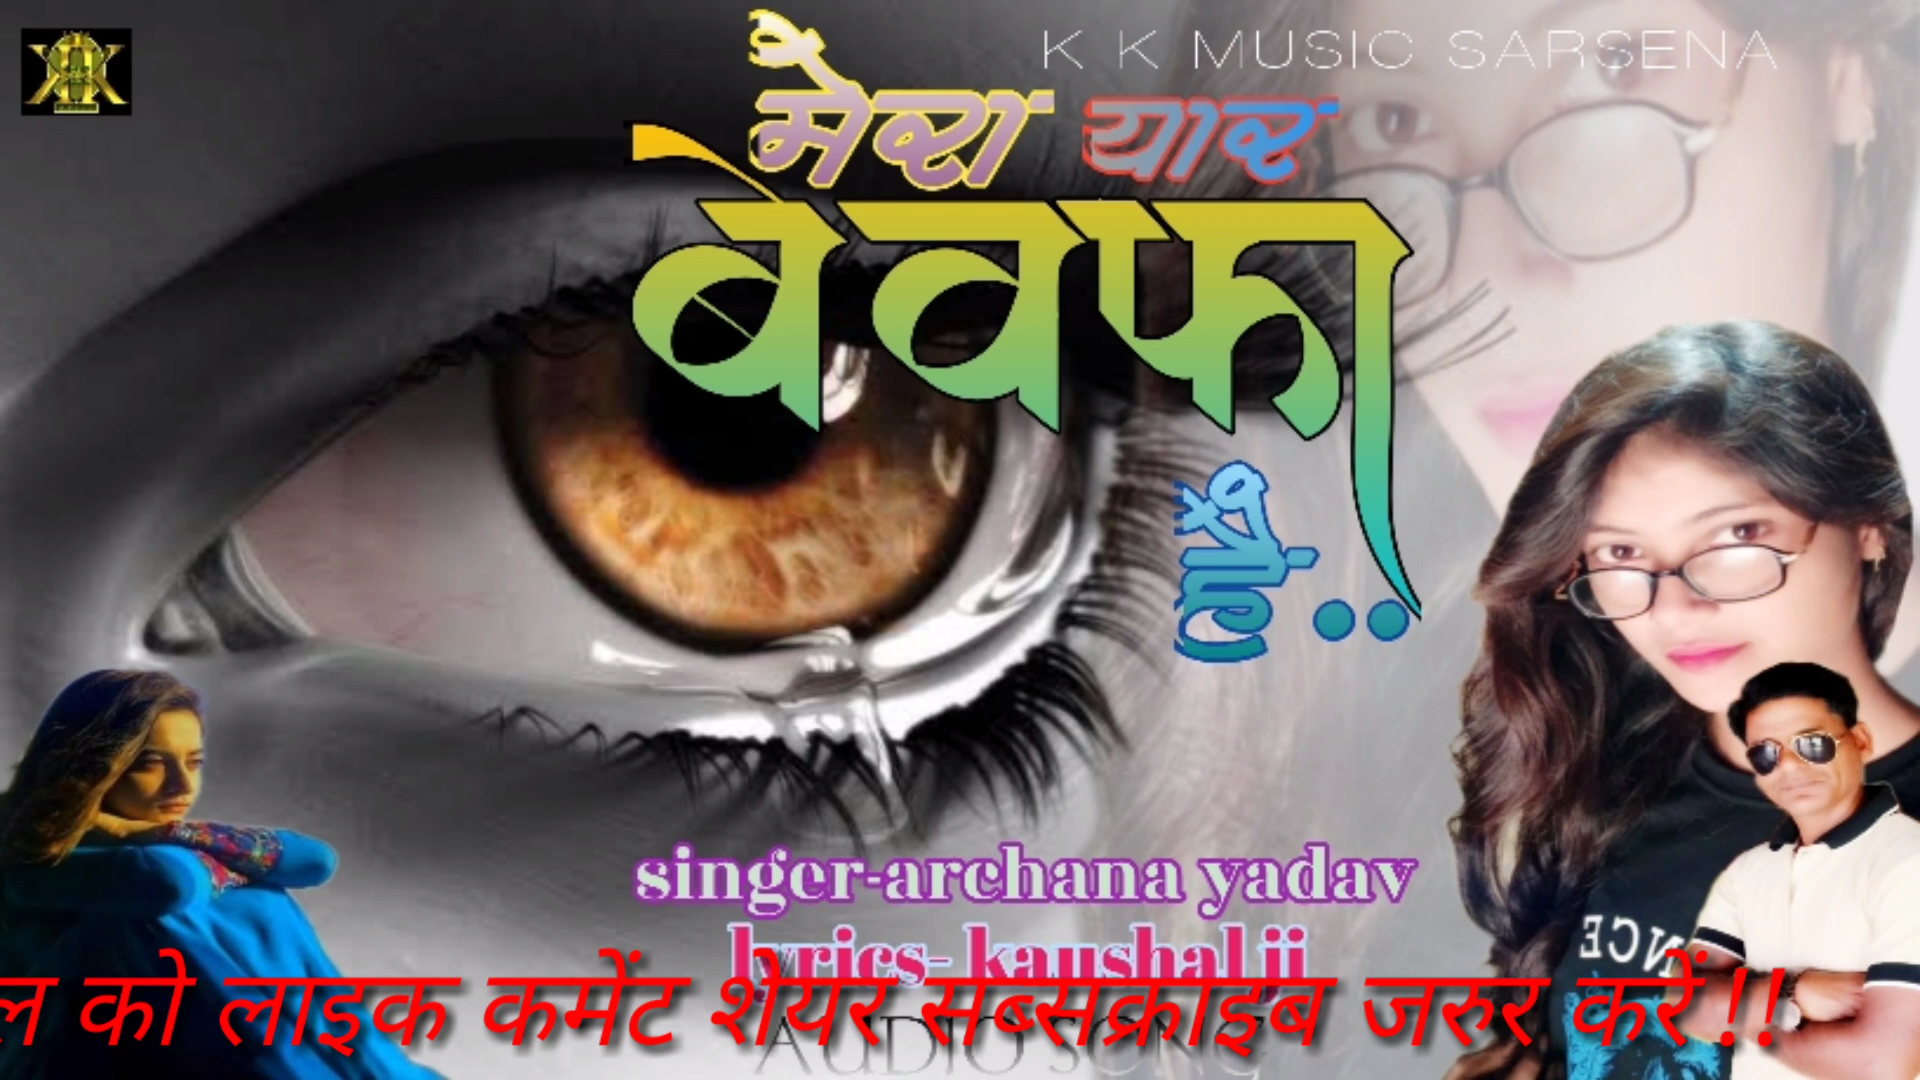 K K MUSIC SARSENA
मेरा यार
बेवफा
है..
singer-archana yadav
lyrics- kaushal ji
ल को लाइक कमेंट शेयर सब्सक्राइब जरुर करें !!
AUDIO SONG